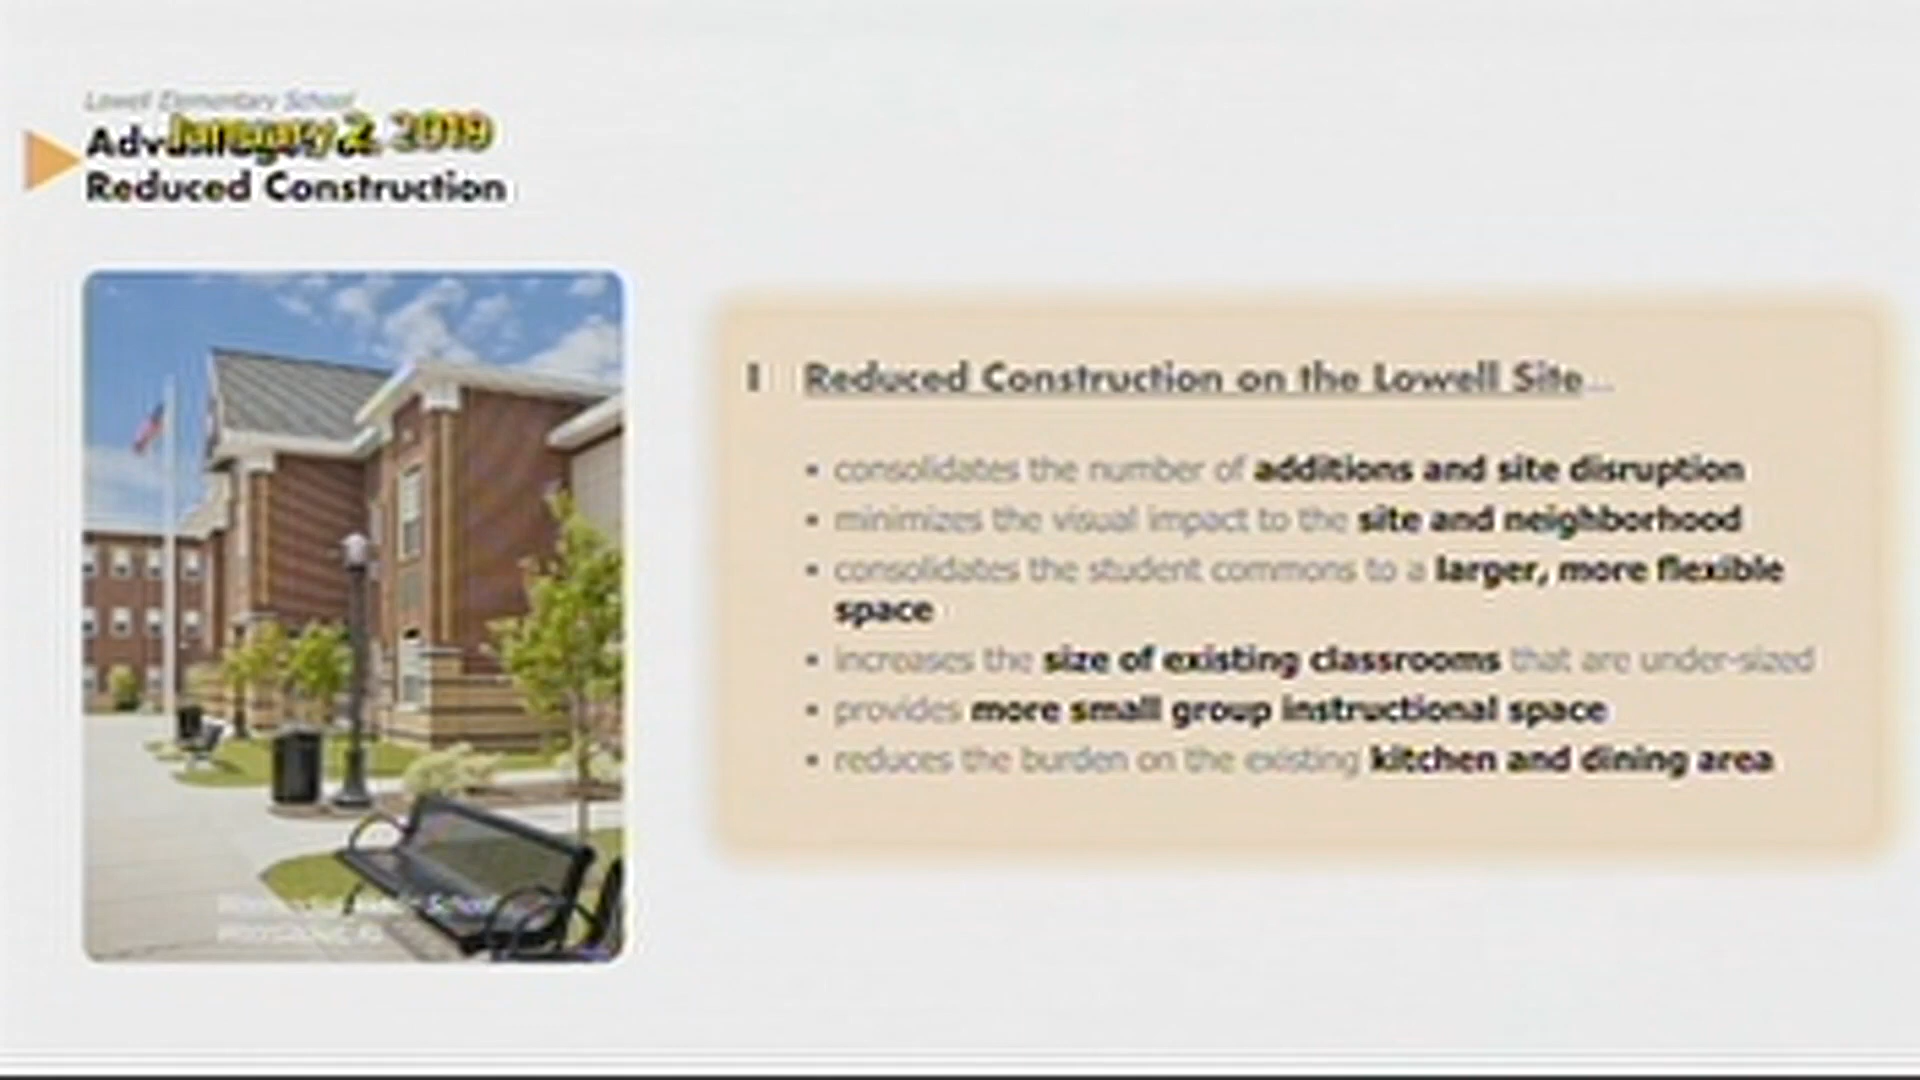 Lowell Elementary School
January 2, 2019
Reduced Construction
I Reduced Construction on the Lowell Site...
• consolidates the number of additions and site disruption
• minimizes the visual impact to the site and neighborhood
• consolidates the student commons to a larger, more flexible
space
• increases the size of existing classrooms that are under-sized
• provides more small group instructional space
• reduces the burden on the existing kitchen and dining area
School